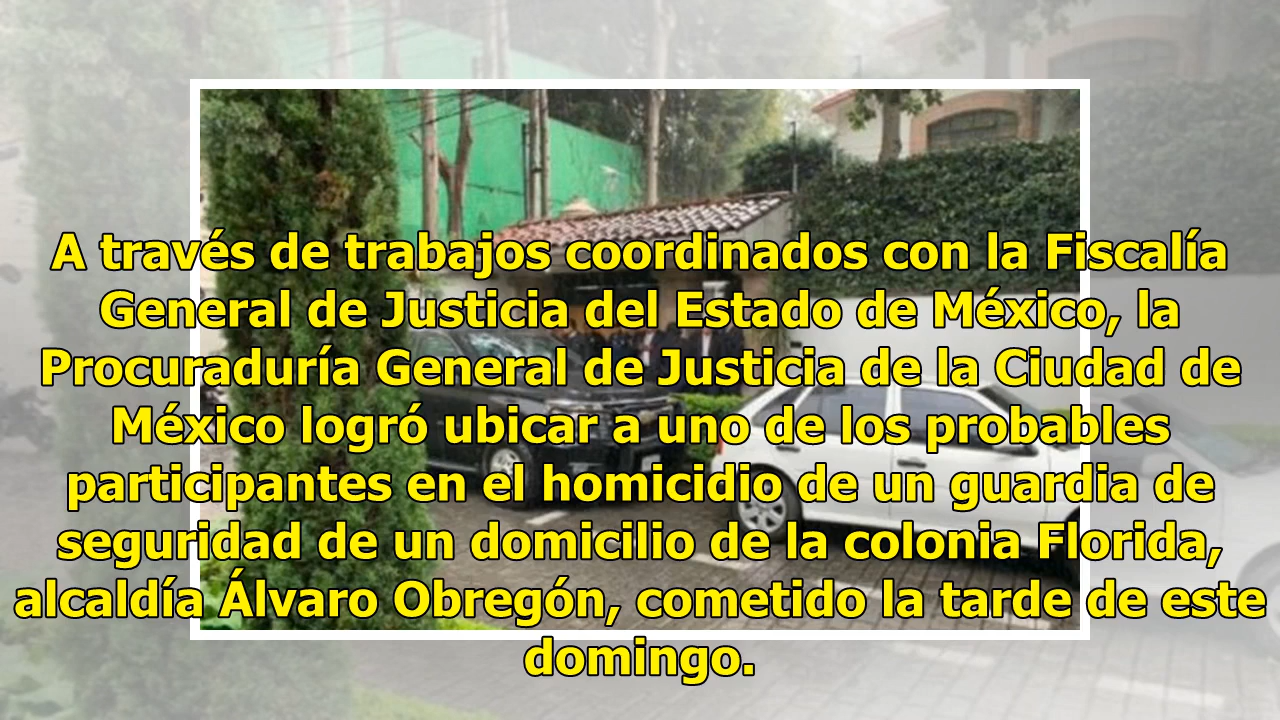 A través de trabajos coordinados con la Fiscalía
General de Justicia del Estado de México, la
Procuraduría General de Justicia de la Ciudad de
México logró ubicar a uno de los probables
participantes en el homicidio de un guardia de
seguridad de un domicilio de la colonia Florida,
alcaldía Álvaro Obregón, cometido la tarde de este
domingo.